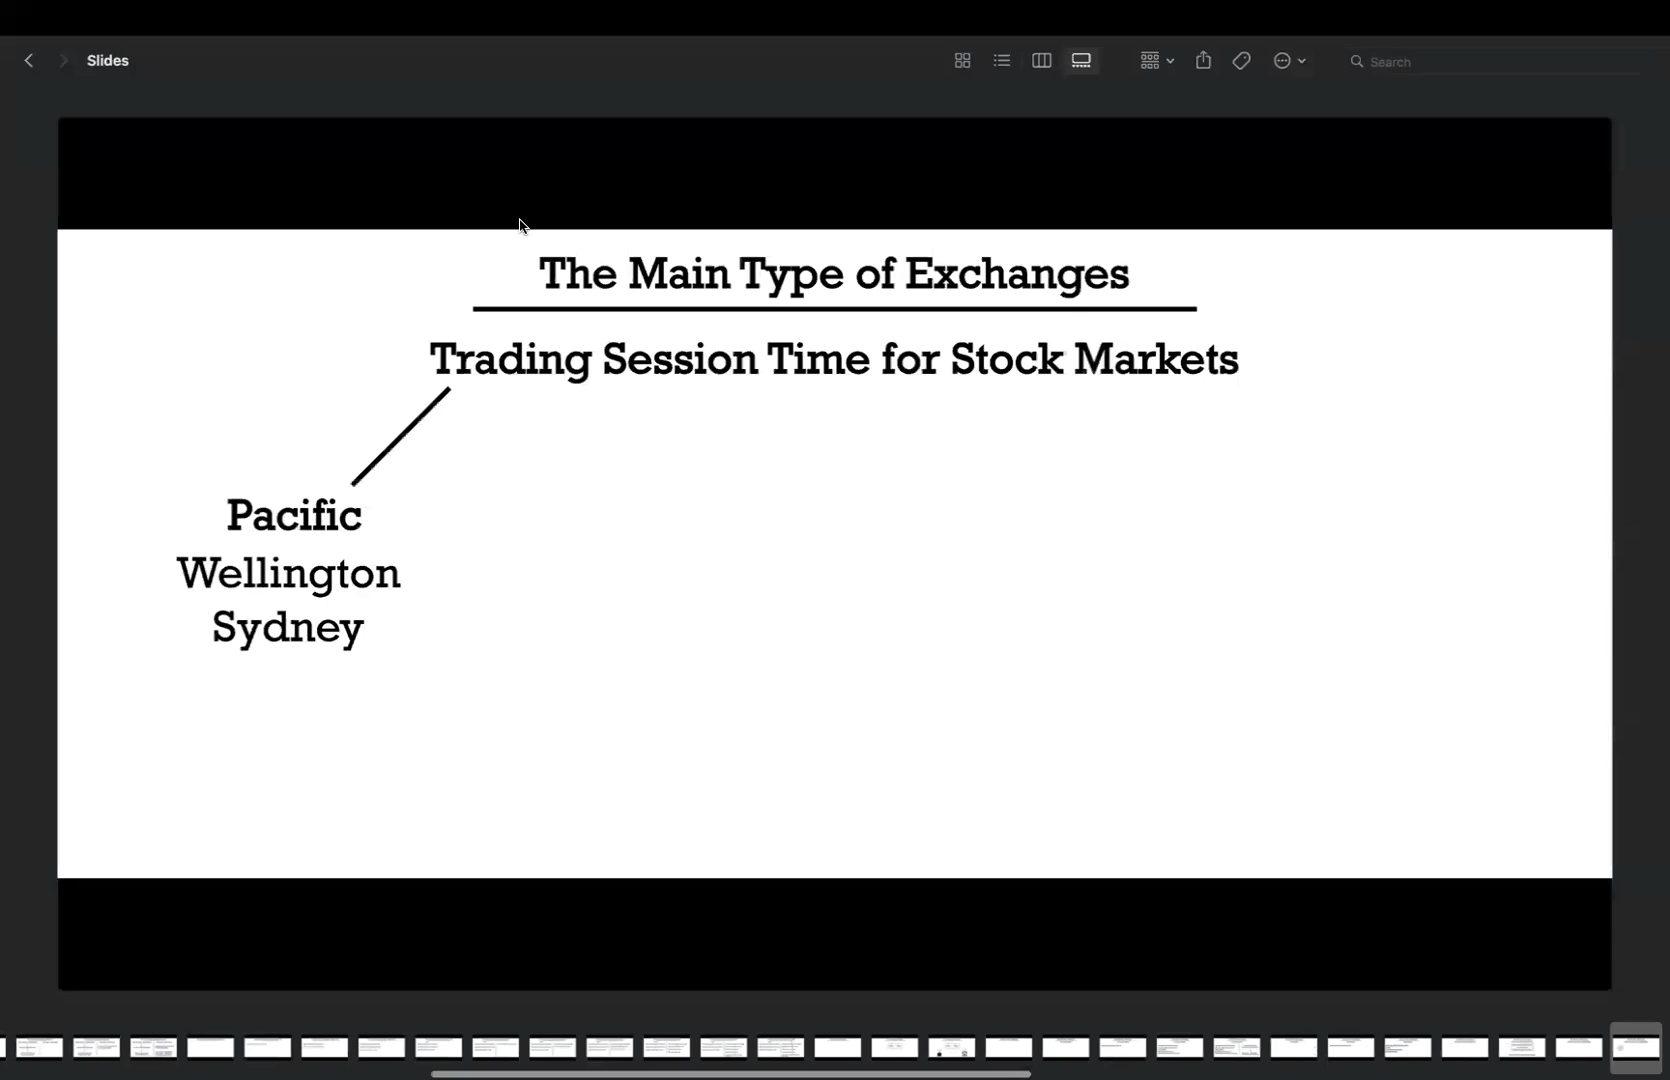 Slides
Search
The Main Type of Exchanges
Trading Session Time for Stock Markets
Pacific
Wellington
Sydney